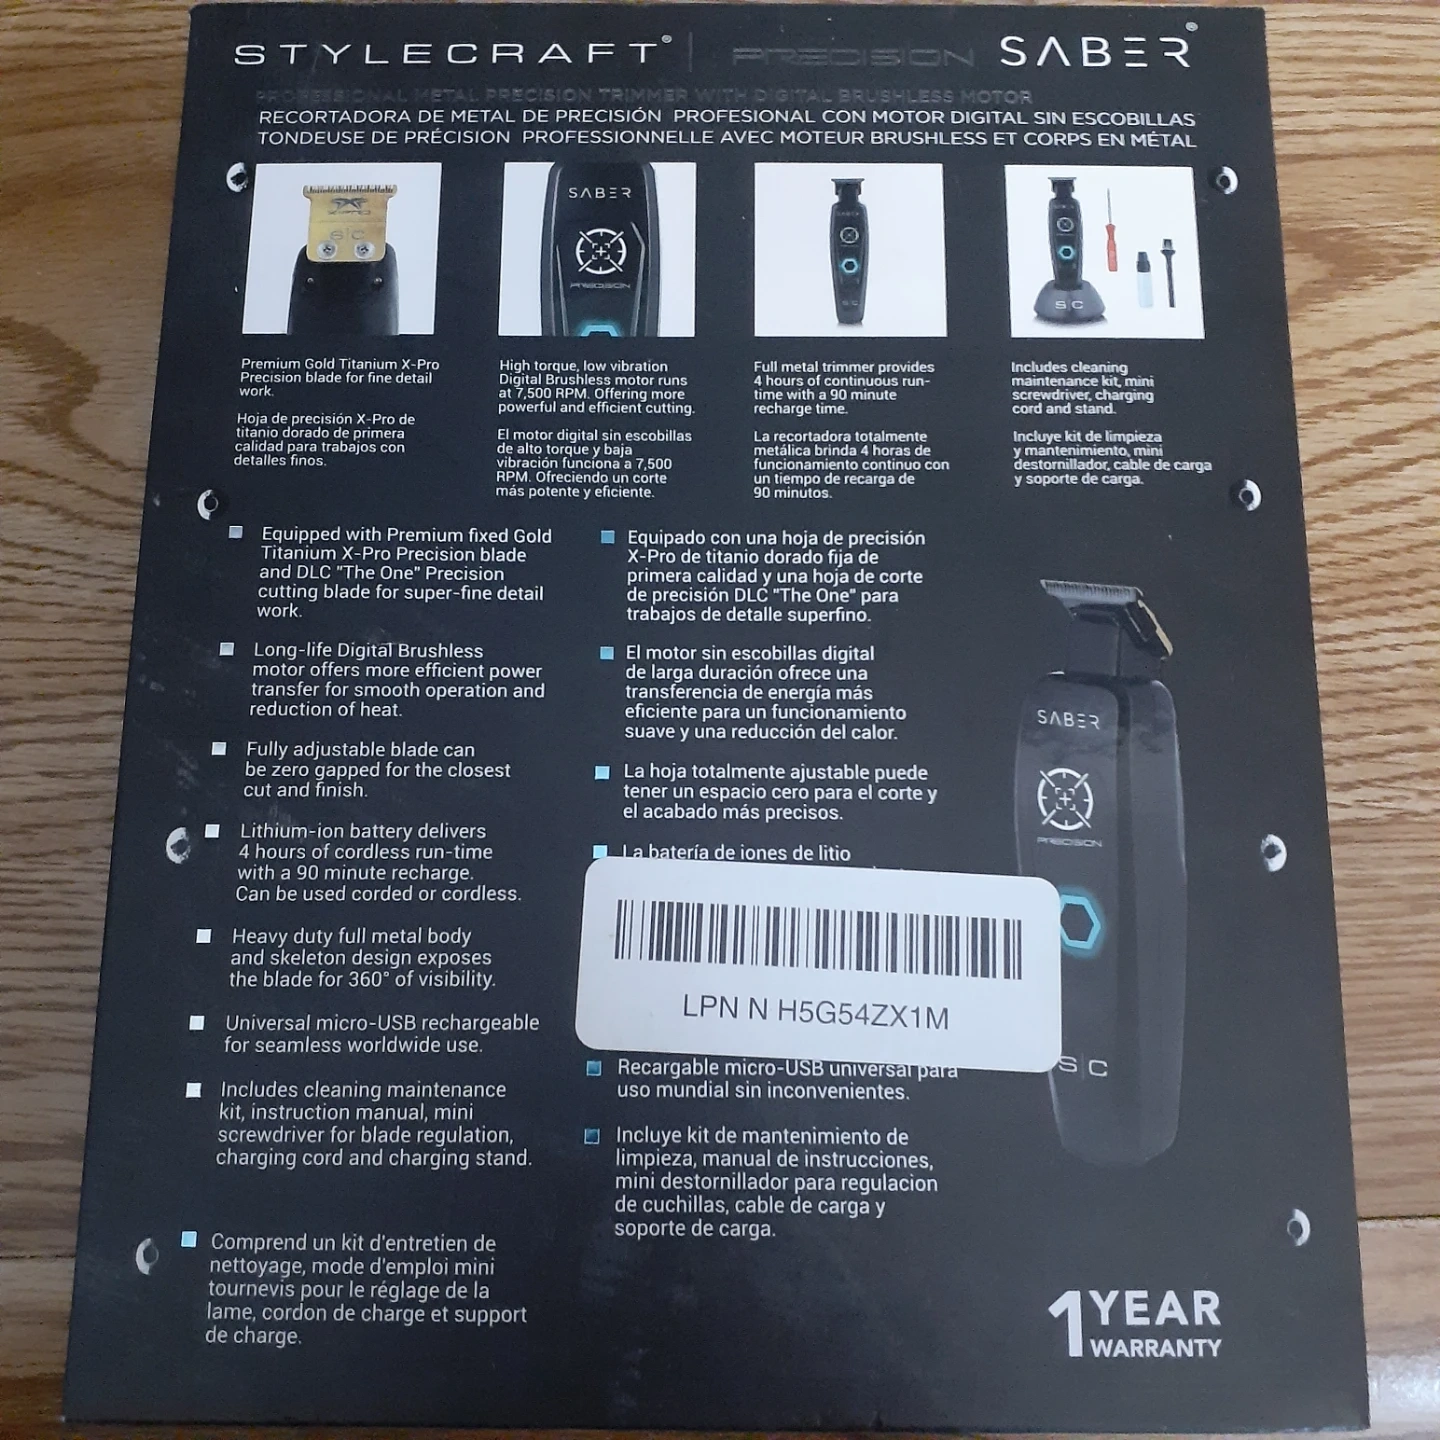 STYLECRAFT® | PRECISION SABER®
PROFESSIONAL METAL PRECISION TRIMMER WITH DIGITAL BRUSHLESS MOTOR
RECORTADORA DE METAL DE PRECISIÓN PROFESIONAL CON MOTOR DIGITAL SIN ESCOBILLAS
TONDEUSE DE PRÉCISION PROFESSIONNELLE AVEC MOTEUR BRUSHLESS ET CORPS EN MÉTAL
X-PRO
S|C
SABER
PRECISION
SABER
S|C
S|C
Premium Gold Titanium X-Pro
Precision blade for fine detail
work.
Hoja de precisión X-Pro de
titanio dorado de primera
calidad para trabajos con
detalles finos.
High torque, low vibration
Digital Brushless motor runs
at 7,500 RPM. Offering more
powerful and efficient cutting.
El motor digital sin escobillas
de alto torque y baja
vibración funciona a 7,500
RPM. Ofreciendo un corte
más potente y eficiente.
Full metal trimmer provides
4 hours of continuous run-
time with a 90 minute
recharge time.
La recortadora totalmente
metálica brinda 4 horas de
funcionamiento continuo con
un tiempo de recarga de
90 minutos.
Includes cleaning
maintenance kit, mini
screwdriver, charging
cord and stand.
Incluye kit de limpieza
y mantenimiento, mini
destornillador, cable de carga
y soporte de carga.
Equipped with Premium fixed Gold
Titanium X-Pro Precision blade
and DLC "The One" Precision
cutting blade for super-fine detail
work.
Long-life Digital Brushless
motor offers more efficient power
transfer for smooth operation and
reduction of heat.
Fully adjustable blade can
be zero gapped for the closest
cut and finish.
Lithium-ion battery delivers
4 hours of cordless run-time
with a 90 minute recharge.
Can be used corded or cordless.
Heavy duty full metal body
and skeleton design exposes
the blade for 360° of visibility.
Universal micro-USB rechargeable
for seamless worldwide use.
Includes cleaning maintenance
kit, instruction manual, mini
screwdriver for blade regulation,
charging cord and charging stand.
Comprend un kit d'entretien de
nettoyage, mode d'emploi mini
tournevis pour le réglage de la
lame, cordon de charge et support
de charge.
Equipado con una hoja de precisión
X-Pro de titanio dorado fija de
primera calidad y una hoja de corte
de precisión DLC "The One" para
trabajos de detalle superfino.
El motor sin escobillas digital
de larga duración ofrece una
transferencia de energía más
eficiente para un funcionamiento
suave y una reducción del calor.
La hoja totalmente ajustable puede
tener un espacio cero para el corte y
el acabado más precisos.
La batería de iones de litio
LPN N H5G54ZX1M
Recargable micro-USB universal para
uso mundial sin inconvenientes.
Incluye kit de mantenimiento de
limpieza, manual de instrucciones,
mini destornillador para regulacion
de cuchillas, cable de carga y
soporte de carga.
SABER
PRECISION
S|C
1 YEAR
WARRANTY